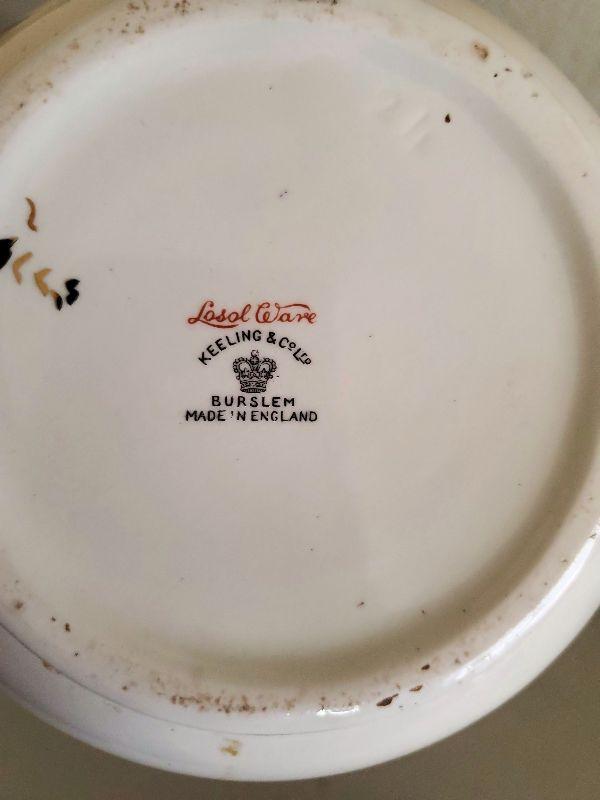 Losol Ware
KEELING & CO LTD
BURSLEM
MADE IN ENGLAND